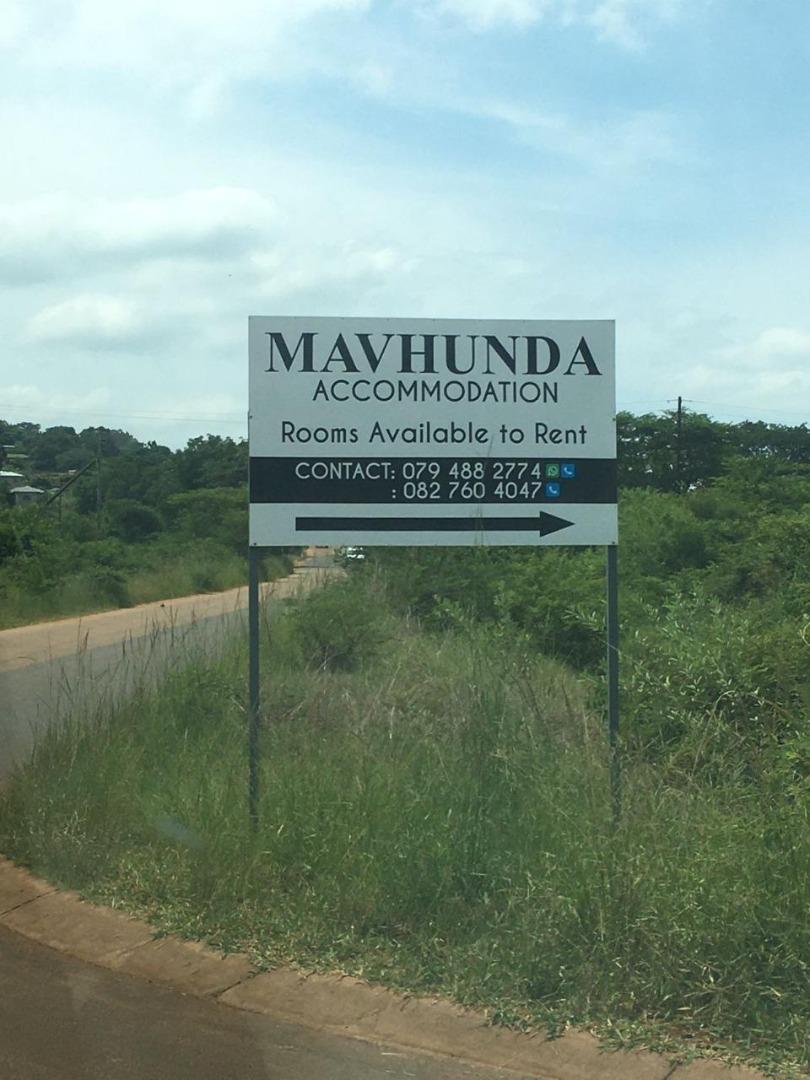 MAVHUNDA
ACCOMMODATION
Rooms Available to Rent
CONTACT: 079 488 2774
: 082 760 4047